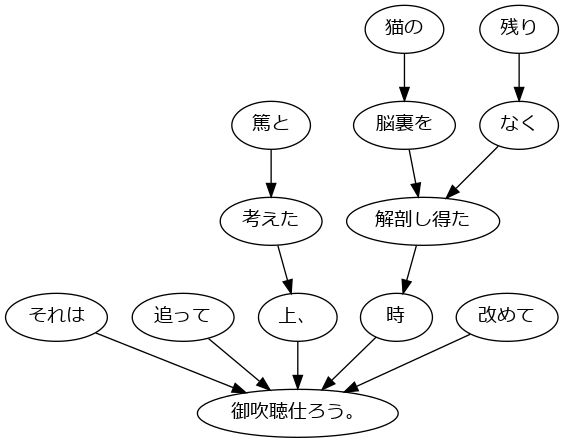 猫の 残り
篤と 脳裏を なく
考えた 解剖し得た
それは 追って 上、 時 改めて
御吹聴仕ろう。